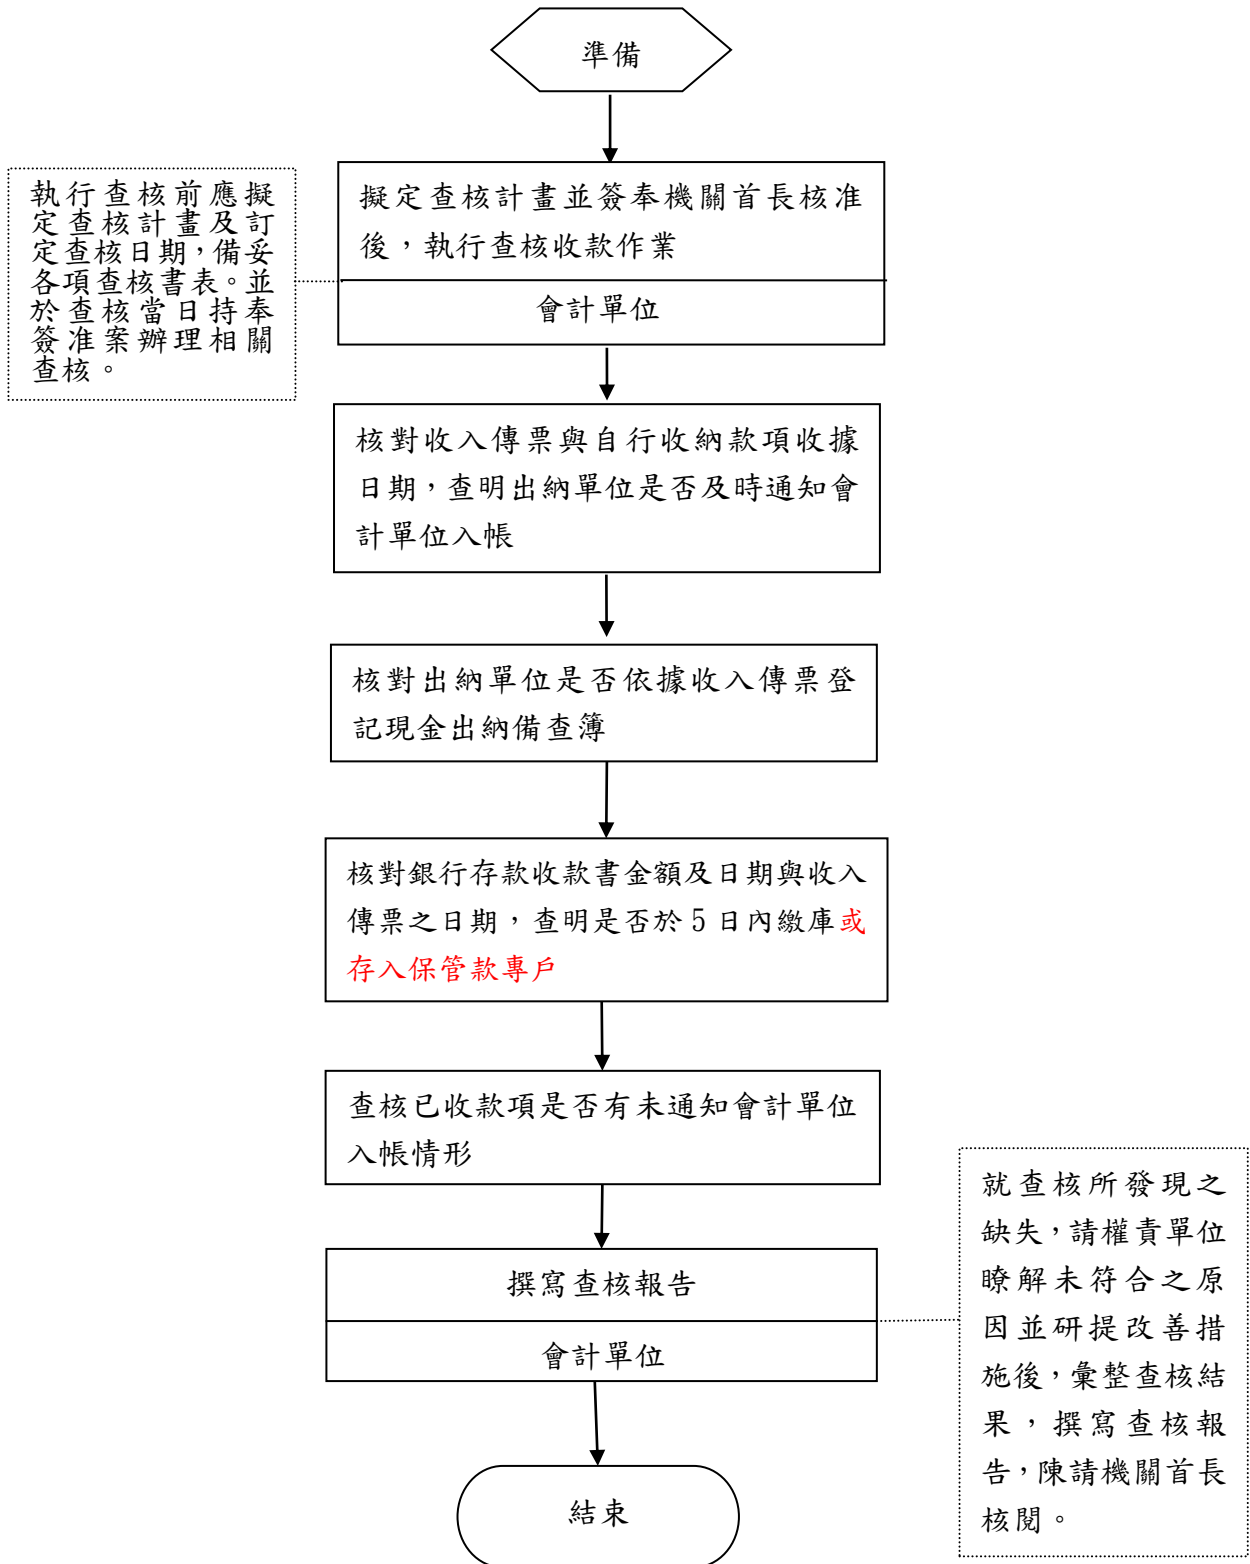 準備
擬定查核計畫並簽奉機關首長核准
後，執行查核收款作業
會計單位
執行查核前應擬
定查核計畫及訂
定查核日期，備妥
各項查核書表。並
於查核當日持奉
簽准案辦理相關
查核。
核對收入傳票與自行收納款項收據
日期，查明出納單位是否及時通知會
計單位入帳
核對出納單位是否依據收入傳票登
記現金出納備查簿
核對銀行存款收款書金額及日期與收入
傳票之日期，查明是否於5日內繳庫或
存入保管款專戶
查核已收款項是否有未通知會計單位
入帳情形
撰寫查核報告
會計單位
就查核所發現之
缺失，請權責單位
瞭解未符合之原
因並研提改善措
施後，彙整查核結
果，撰寫查核報
告，陳請機關首長
核閱。
結束